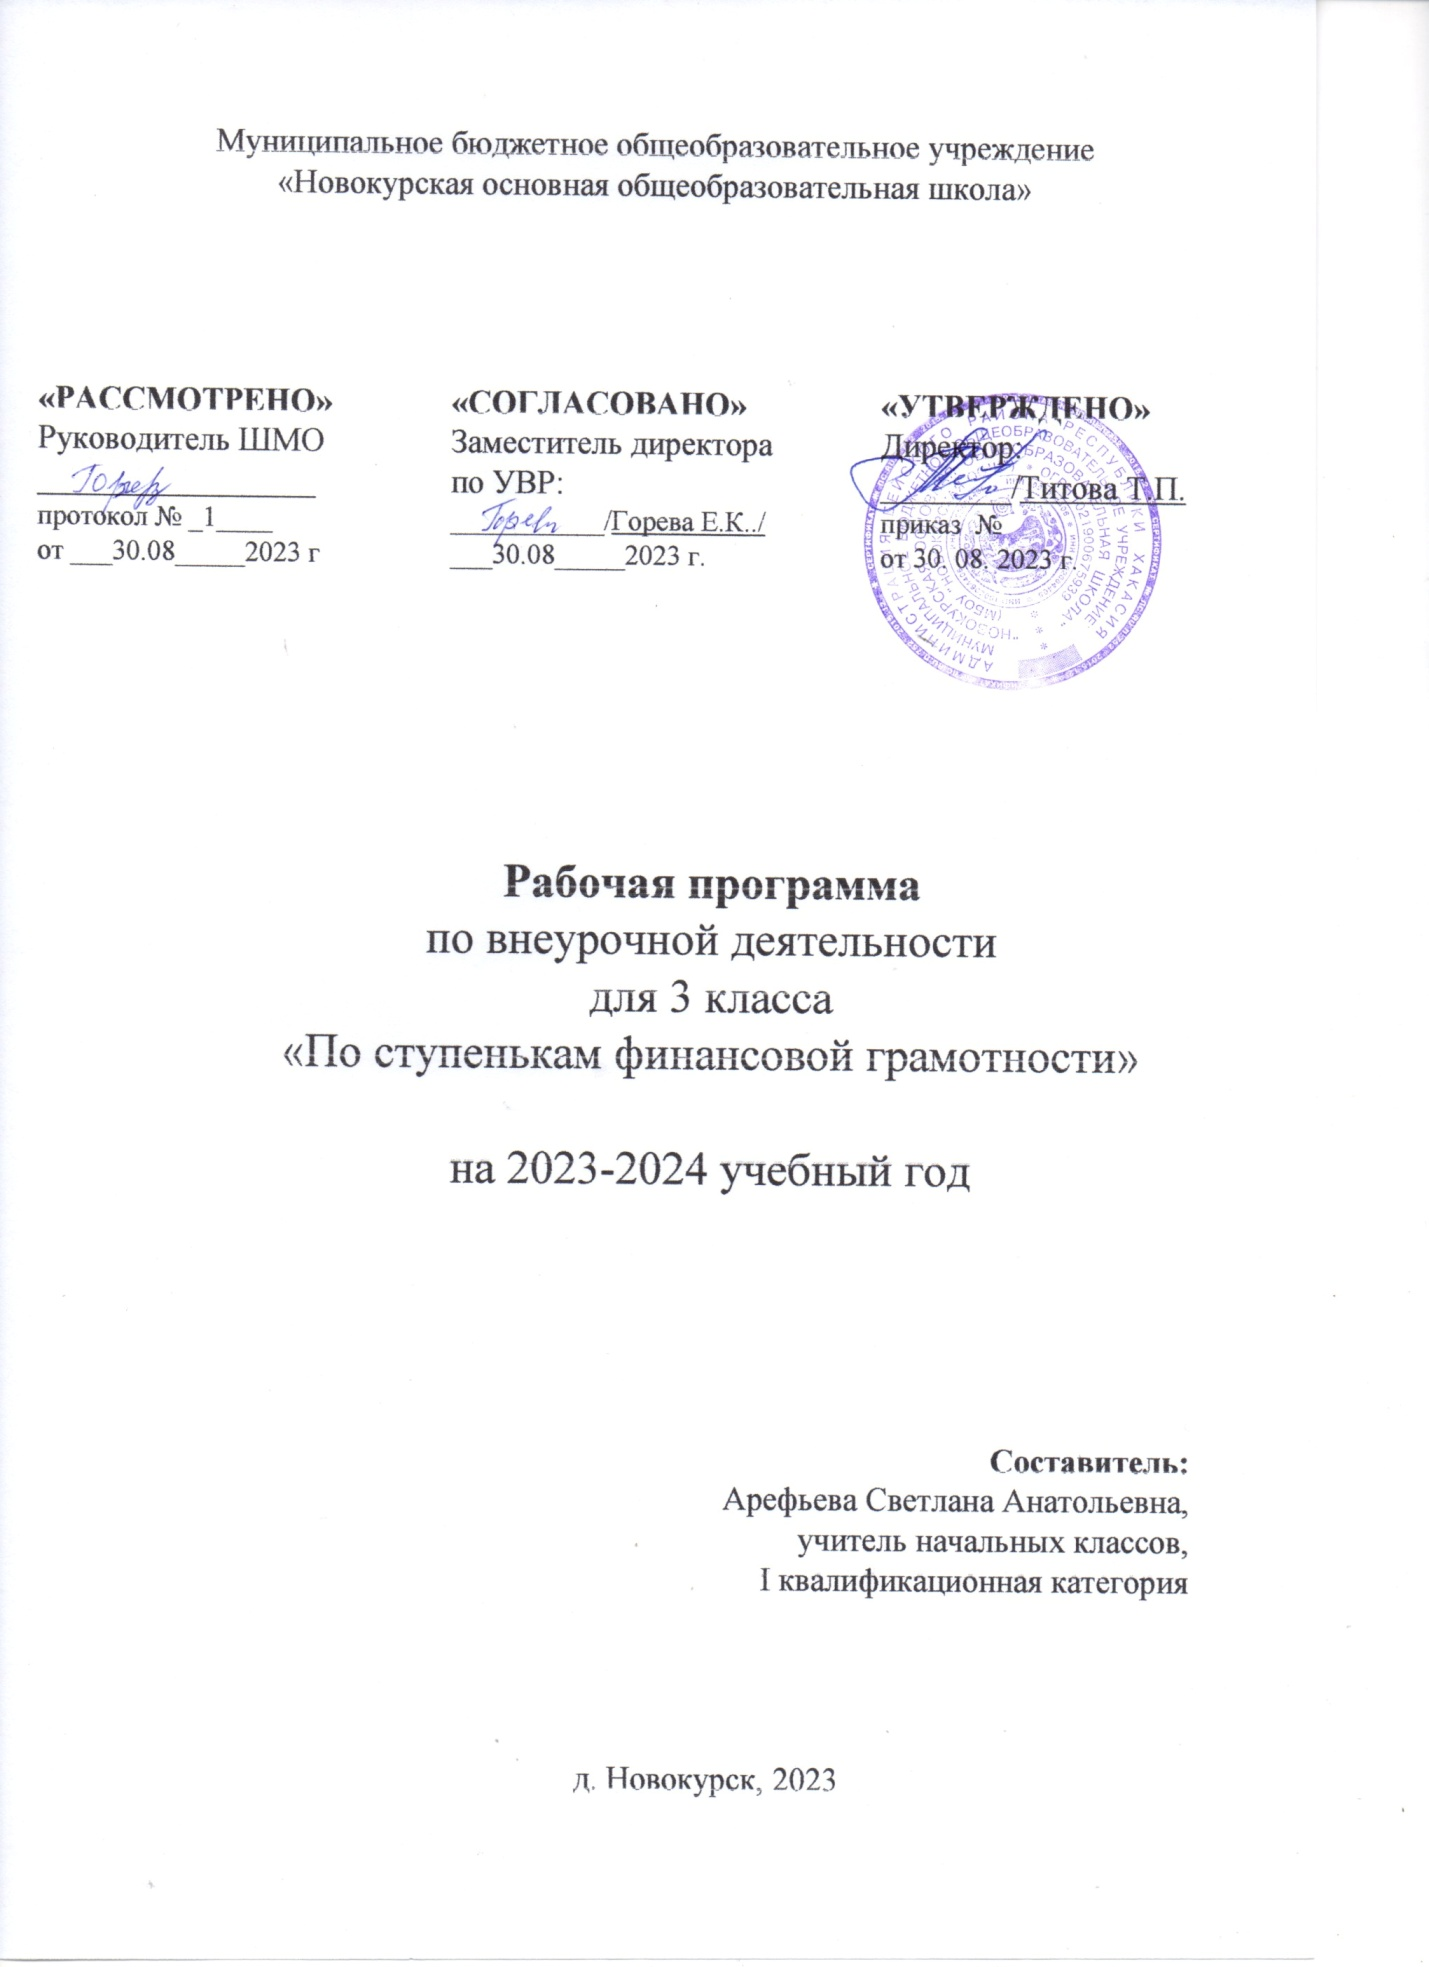 Муниципальное бюджетное общеобразовательное учреждение
«Новокурская основная общеобразовательная школа»
«РАССМОТРЕНО»
Руководитель ШМО
протокол № _1____
от ___30.08_____2023 г
«СОГЛАСОВАНО»
Заместитель директора
по УВР:
___________/Горева Е.К../
___30.08_____2023 г.
«УТВЕРЖДЕНО»
Директор:
________/Титова Т.П.
приказ №
от 30. 08. 2023 г.
Рабочая программа
по внеурочной деятельности
для 3 класса
«По ступенькам финансовой грамотности»
на 2023-2024 учебный год
Составитель:
Арефьева Светлана Анатольевна,
учитель начальных классов,
I квалификационная категория
д. Новокурск, 2023